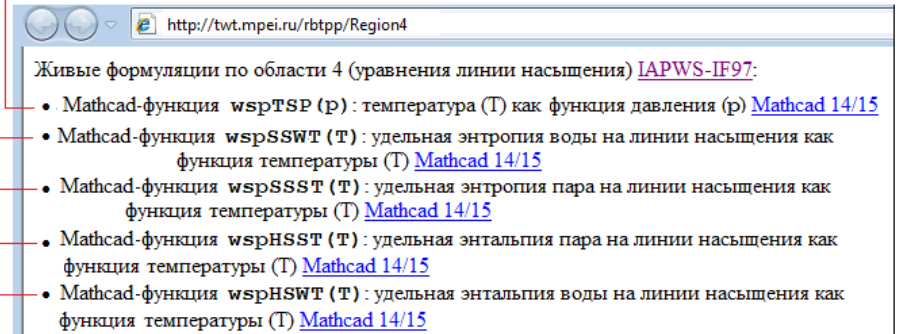 http://twt.mpei.ru/rbtpp/Region4
Живые формуляции по области 4 (уравнения линии насыщения) IAPWS-IF97:
• Mathcad-функция wspTSP(p): температура (T) как функция давления (p) Mathcad 14/15
• Mathcad-функция wspSSWT(T): удельная энтропия воды на линии насыщения как
функция температуры (T) Mathcad 14/15
• Mathcad-функция wspSSST(T): удельная энтропия пара на линии насыщения как
функция температуры (T) Mathcad 14/15
• Mathcad-функция wspHSST(T): удельная энтальпия пара на линии насыщения как
функция температуры (T) Mathcad 14/15
• Mathcad-функция wspHSWT(T): удельная энтальпия воды на линии насыщения как
функция температуры (T) Mathcad 14/15